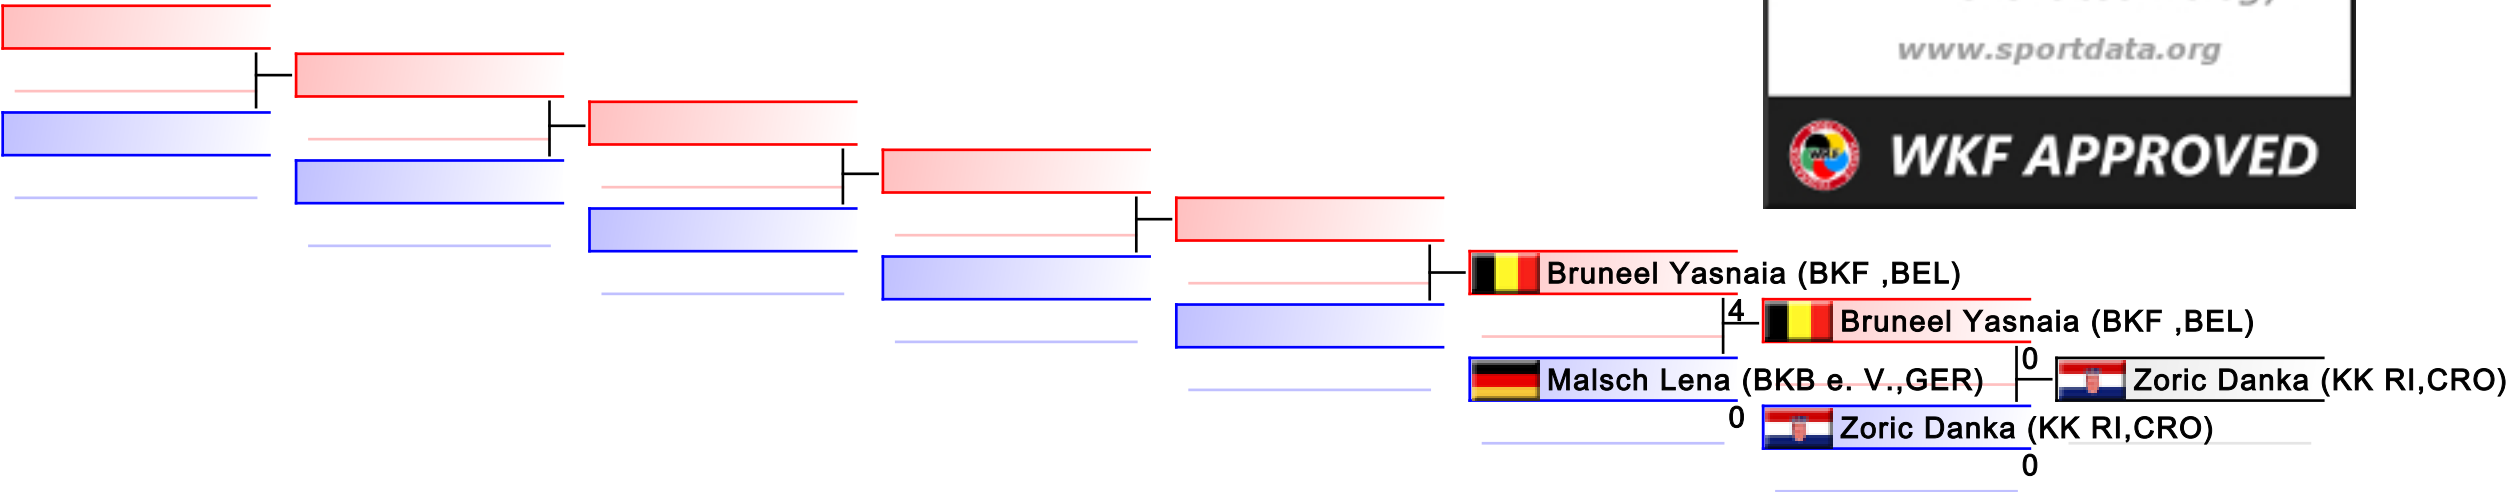 www.sportdata.org
WKF APPROVED
Bruneel Yasnaia (BKF ,BEL)
4
Bruneel Yasnaia (BKF ,BEL)
0
Malsch Lena (BKB e. V.,GER)
Zoric Danka (KK RI,CRO)
0
Zoric Danka (KK RI,CRO)
0